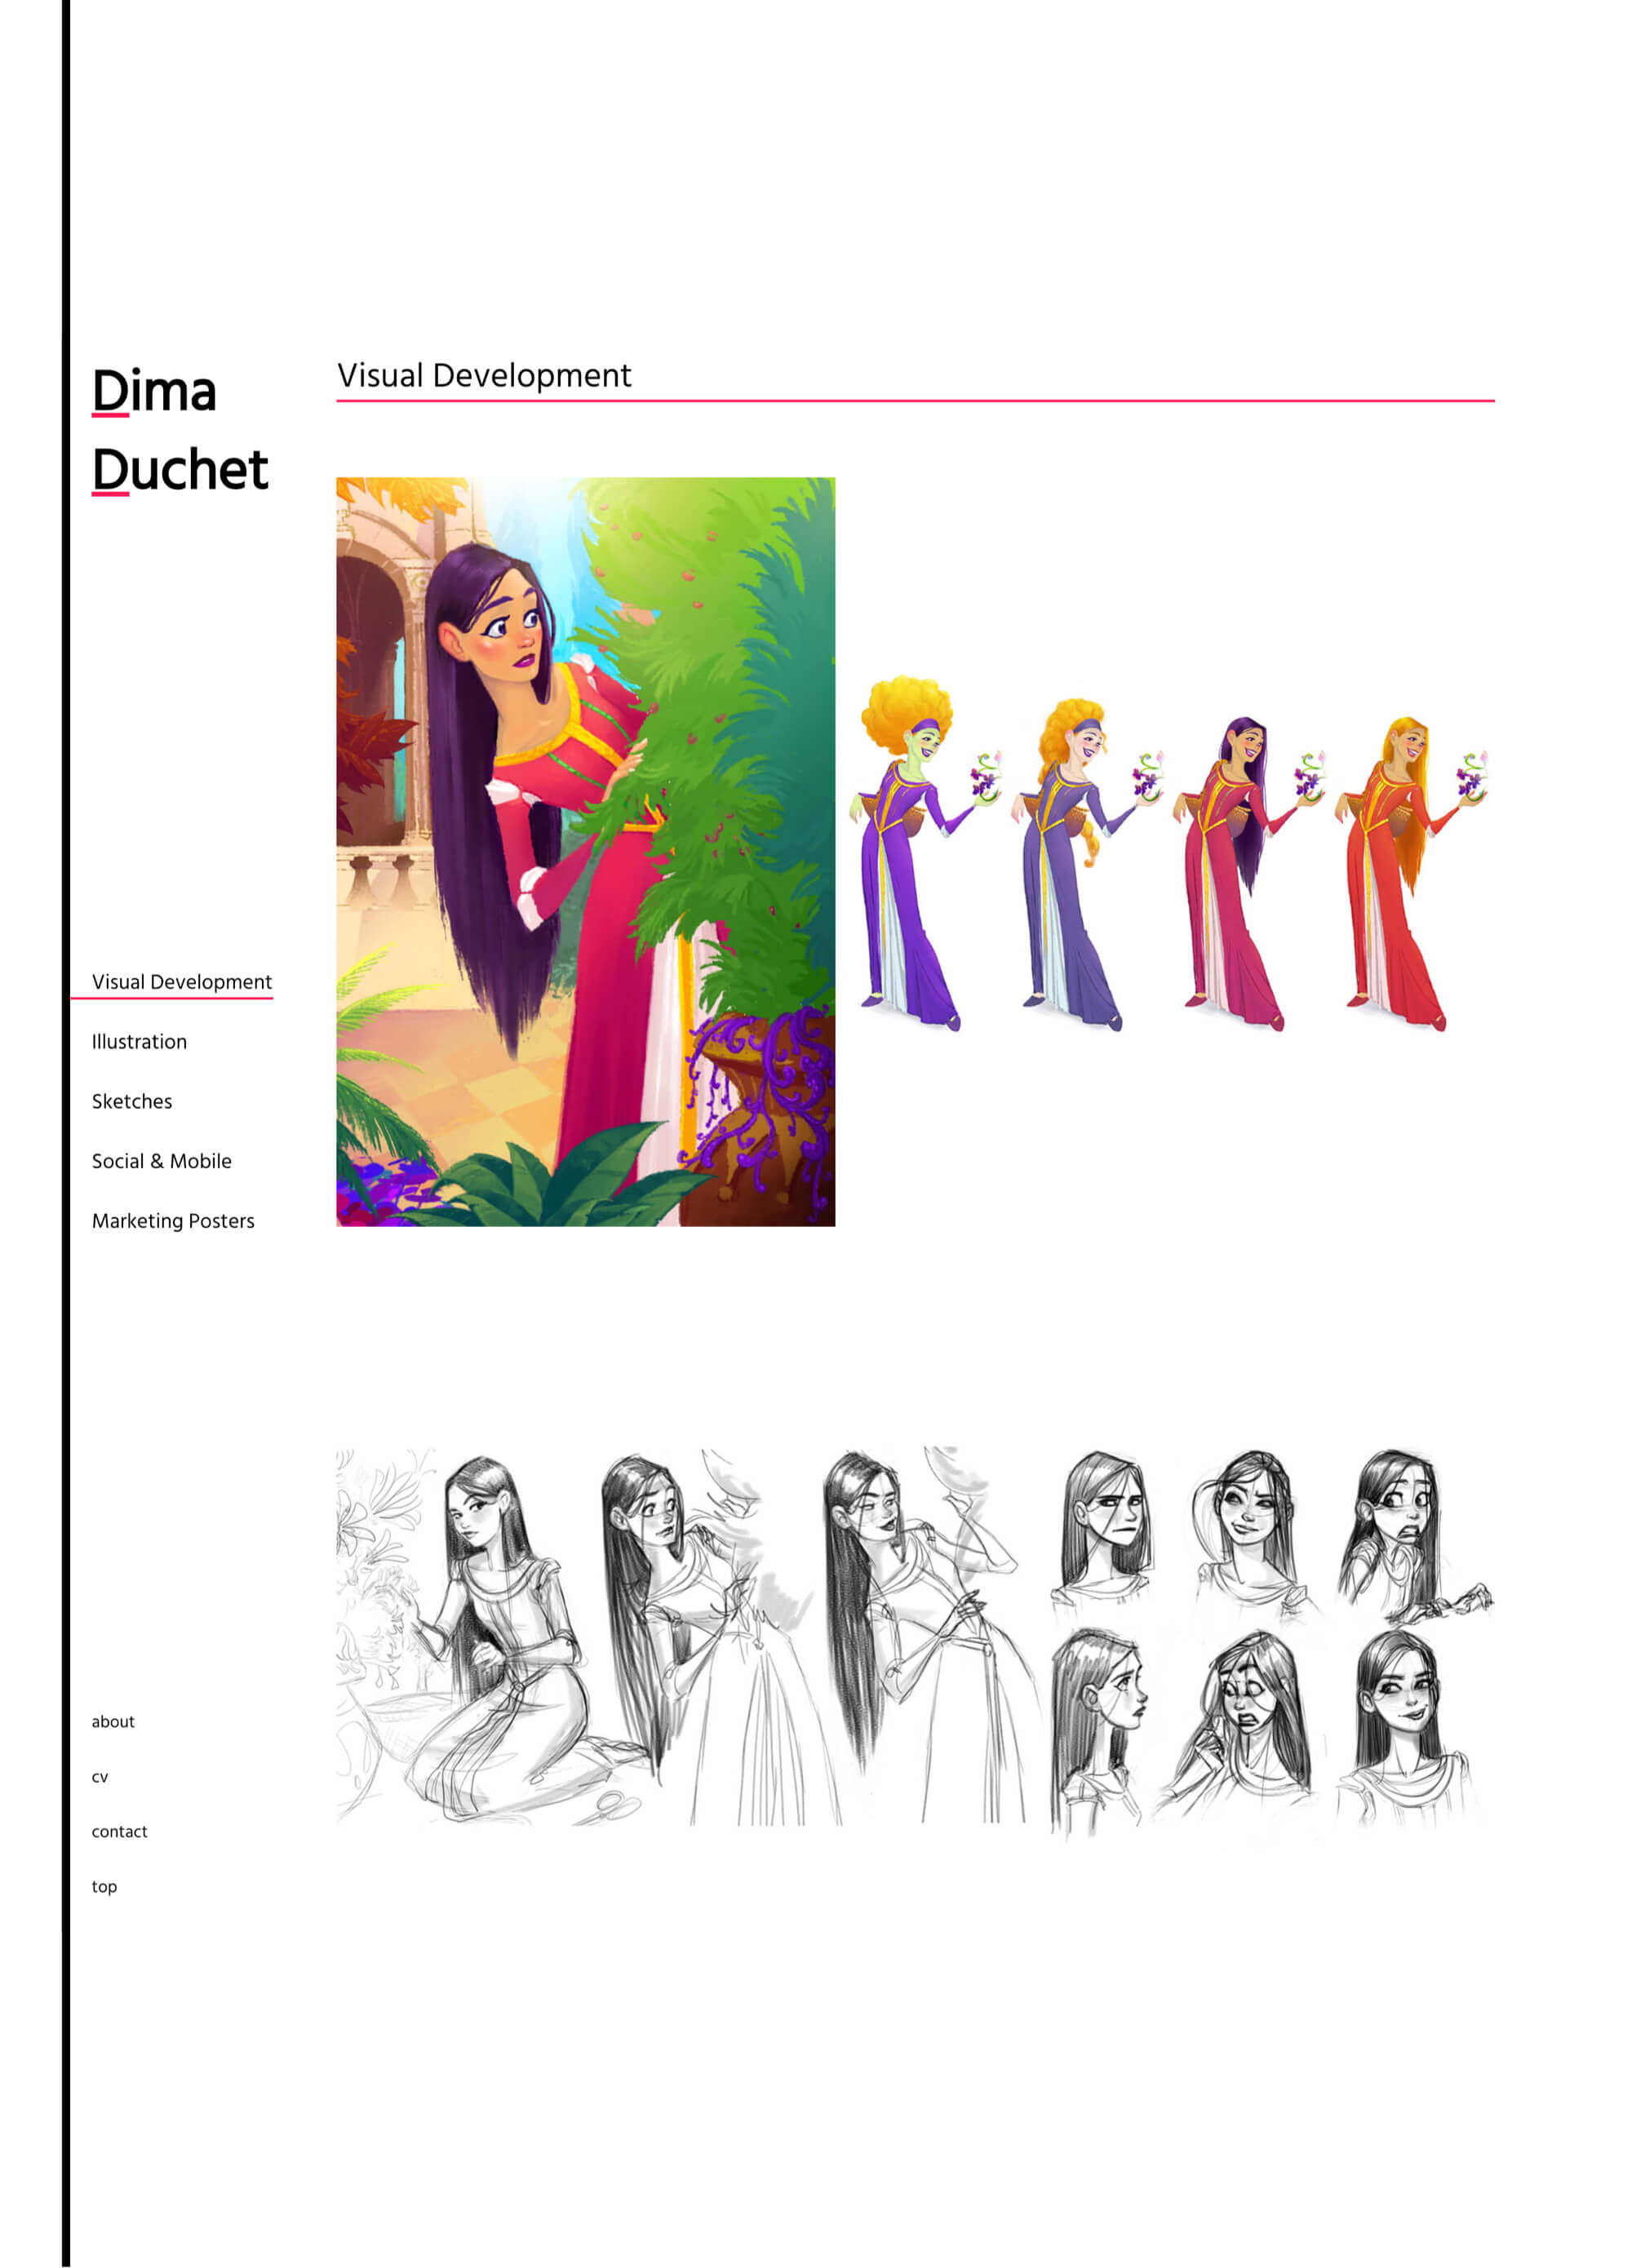 Dima
Duchet
Visual Development
Visual Development
Illustration
Sketches
Social & Mobile
Marketing Posters
about
cv
contact
top